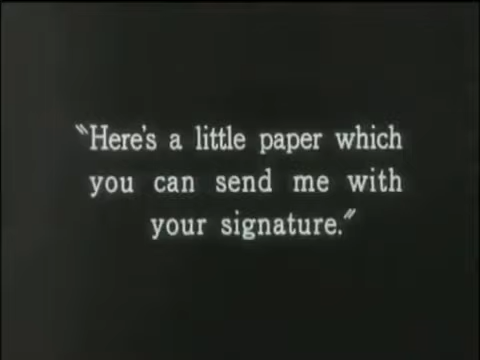 "Here's a little paper which
you can send me with
your signature."